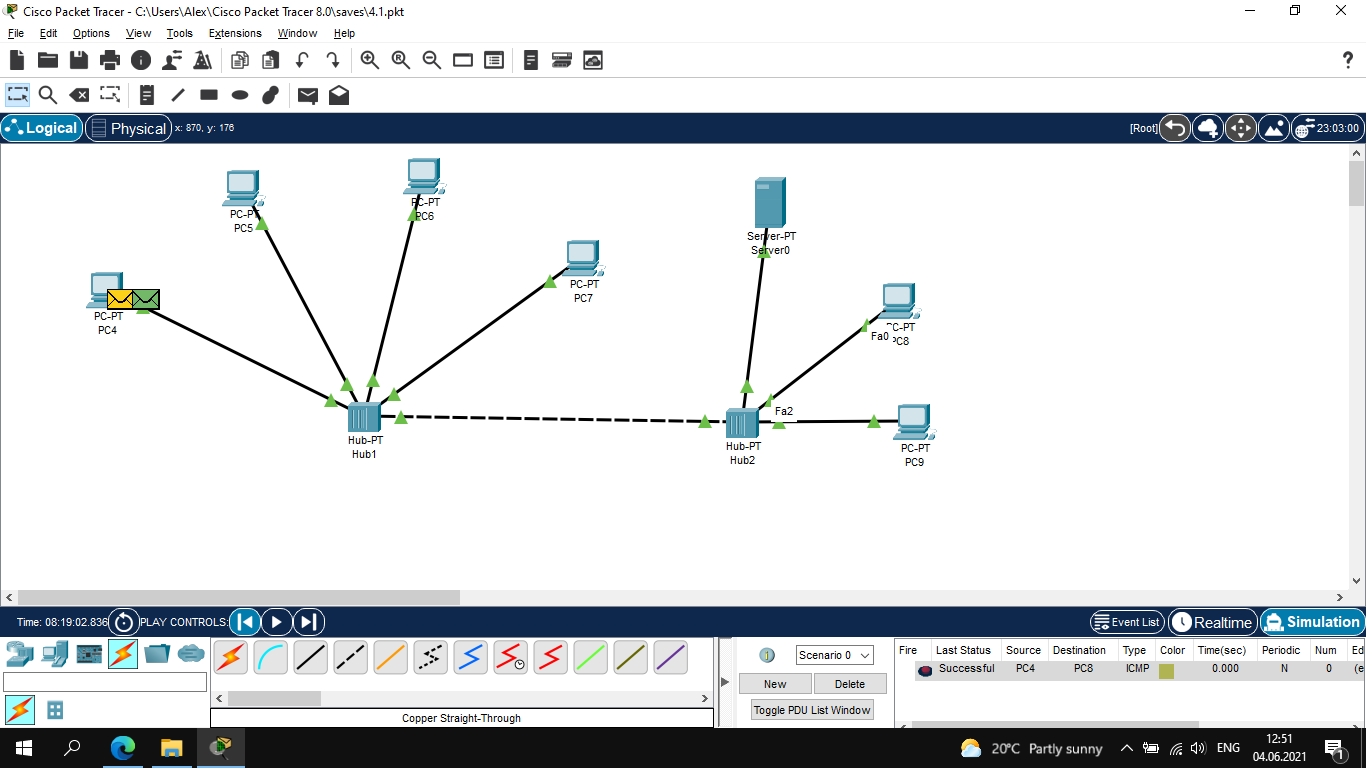 Cisco Packet Tracer - C:\Users\Alex\Cisco Packet Tracer 8.0\saves\4.1.pkt
File Edit Options View Tools Extensions Window Help
Logical Physical x: 870, y: 176 [Root] 23:03:00
PC-PT
PC5
PC-PT
PC6
Server-PT
Server0
PC-PT
PC7
PC-PT
PC4
PC-PT
PC8
Fa0
Fa2
Hub-PT
Hub1
Hub-PT
Hub2
PC-PT
PC9
Time: 08:19:02.836 PLAY CONTROLS: Event List Realtime Simulation
Scenario 0
New Delete
Toggle PDU List Window
Fire Last Status Source Destination Type Color Time(sec) Periodic Num Ed
Successful PC4 PC8 ICMP 0.000 N 0 (e
Copper Straight-Through
20°C Partly sunny ENG 12:51
04.06.2021
1